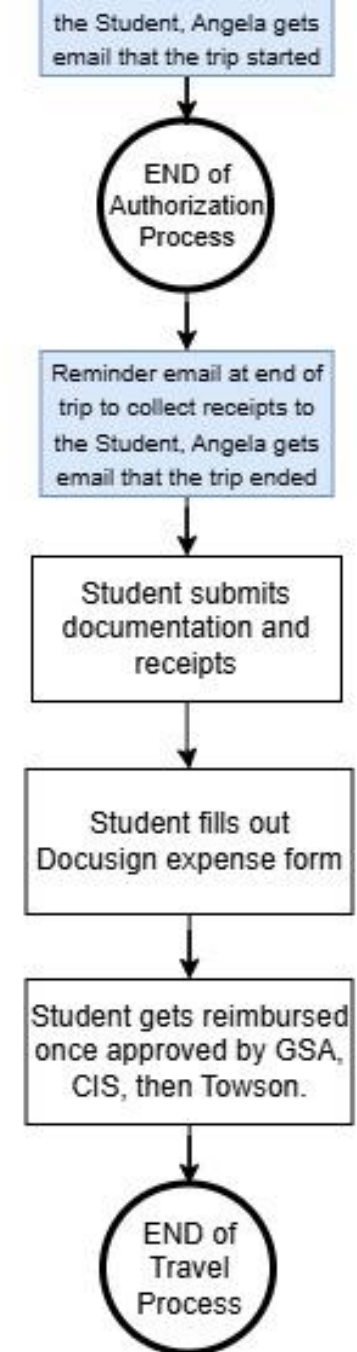 the Student, Angela gets
email that the trip started
END of
Authorization
Process
Reminder email at end of
trip to collect receipts to
the Student, Angela gets
email that the trip ended
Student submits
documentation and
receipts
Student fills out
Docusign expense form
Student gets reimbursed
once approved by GSA,
CIS, then Towson.
END of
Travel
Process